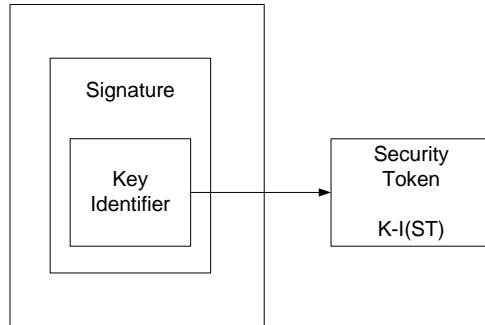 Signature
Key
Identifier
Security
Token
K-I(ST)